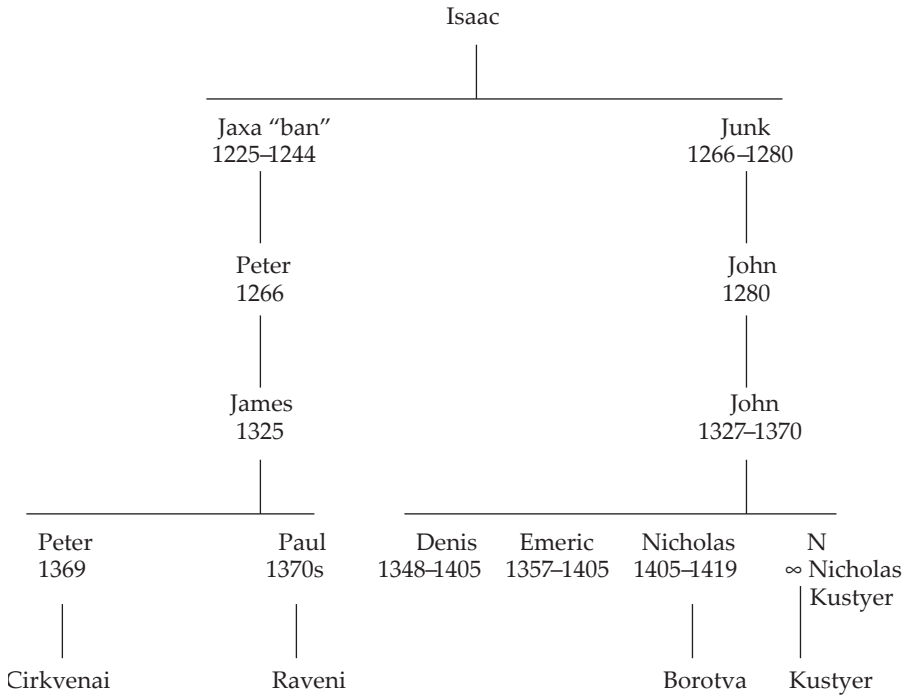 Isaac
Jaxa “ban” Junk
1225–1244 1266–1280
Peter John
1266 1280
James John
1325 1327–1370
Peter Paul Denis Emeric Nicholas N
1369 1370s 1348–1405 1357–1405 1405–1419 ∞ Nicholas
Kustyer
Cirkvenai Raveni Borotva Kustyer